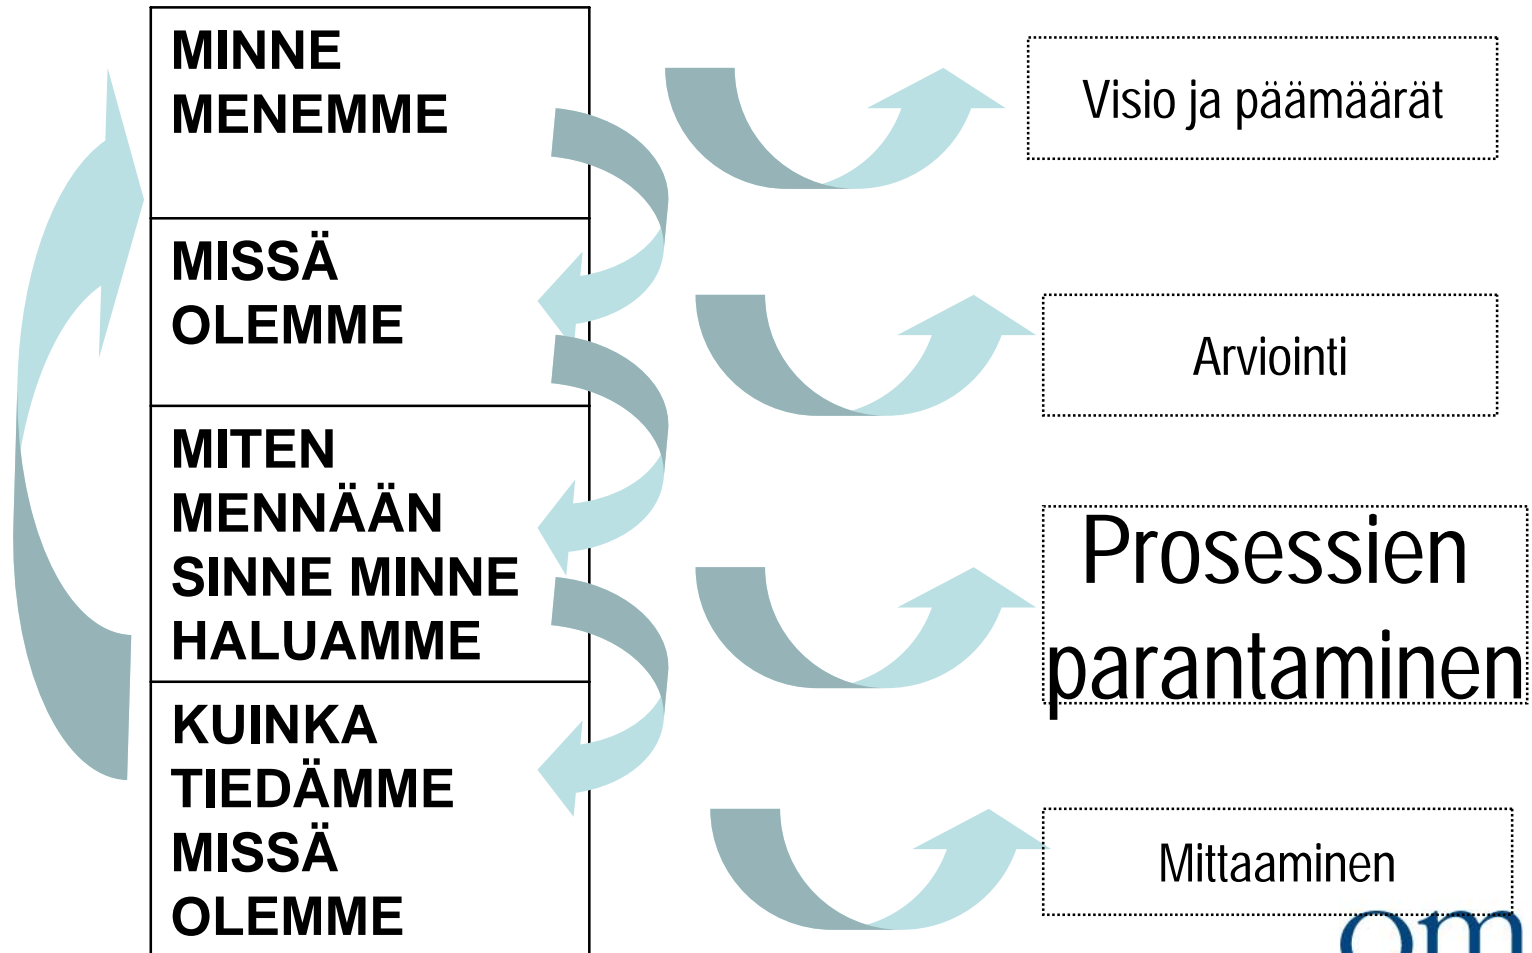 MINNE
MENEMME
Visio ja päämäärät
MISSÄ
OLEMME
Arviointi
MITEN
MENNÄÄN
SINNE MINNE
HALUAMME
Prosessien
parantaminen
KUINKA
TIEDÄMME
MISSÄ
OLEMME
Mittaaminen
om